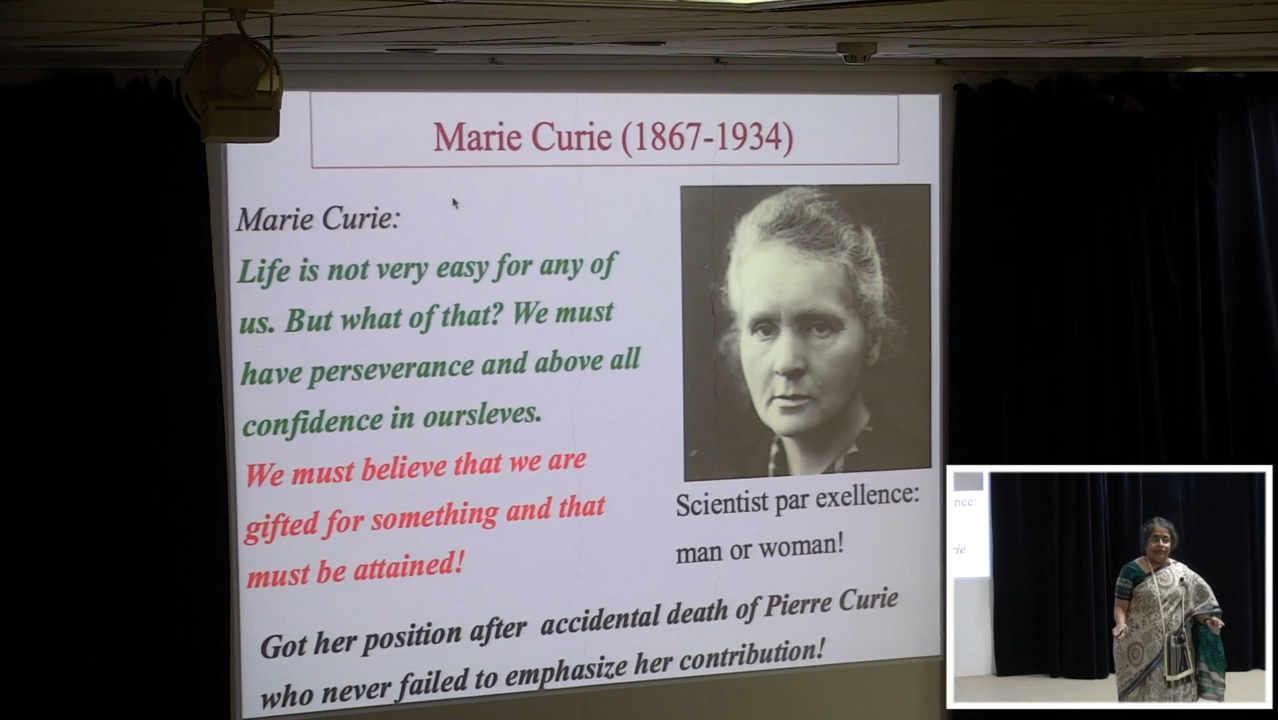 Marie Curie (1867-1934)
Marie Curie:
Life is not very easy for any of
us. But what of that? We must
have perseverance and above all
confidence in oursleves.
We must believe that we are
gifted for something and that
must be attained!
Scientist par exellence:
man or woman!
Got her position after accidental death of Pierre Curie
who never failed to emphasize her contribution!
nce:
rie